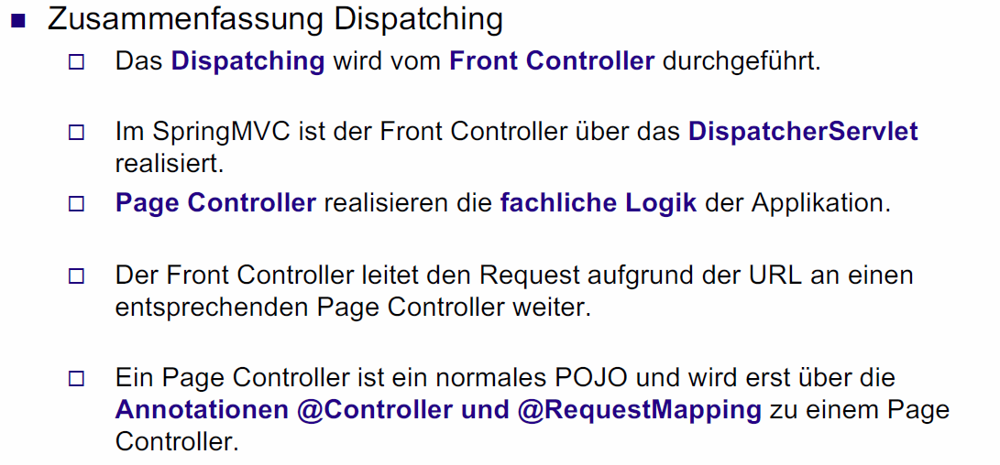 Zusammenfassung Dispatching
Das Dispatching wird vom Front Controller durchgeführt.
Im SpringMVC ist der Front Controller über das DispatcherServlet
realisiert.
Page Controller realisieren die fachliche Logik der Applikation.
Der Front Controller leitet den Request aufgrund der URL an einen
entsprechenden Page Controller weiter.
Ein Page Controller ist ein normales POJO und wird erst über die
Annotationen @Controller und @RequestMapping zu einem Page
Controller.